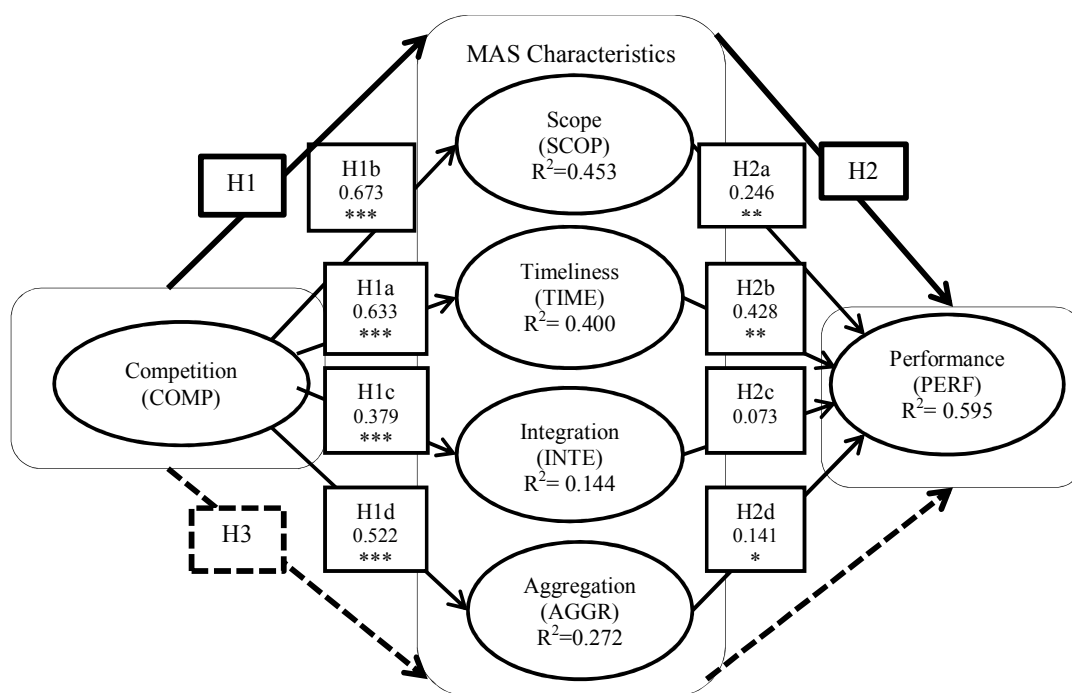 MAS Characteristics
Scope
(SCOP)
R²=0.453
H1
H1b
0.673
***
H2a
0.246
**
H2
Timeliness
(TIME)
R²= 0.400
H1a
0.633
***
H2b
0.428
**
Competition
(COMP)
Performance
(PERF)
R²= 0.595
H1c
0.379
***
Integration
(INTE)
R²= 0.144
H2c
0.073
H3
H1d
0.522
***
H2d
0.141
*
Aggregation
(AGGR)
R²=0.272